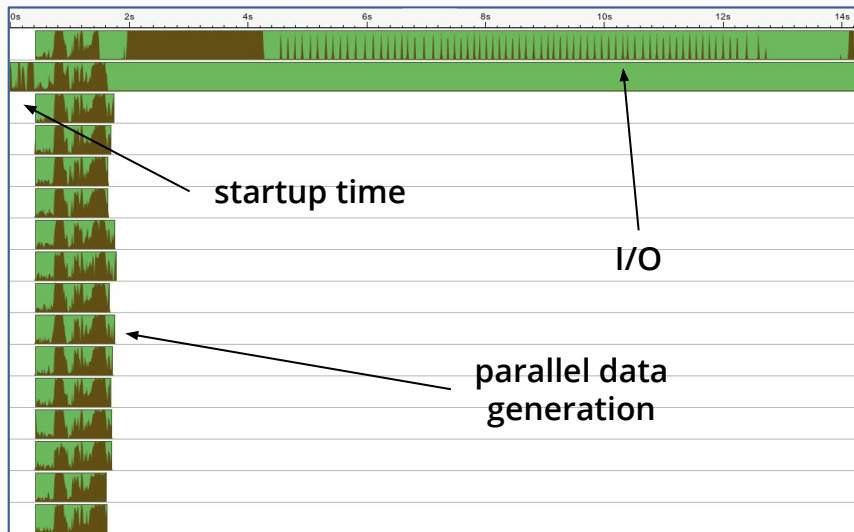 0s 2s 4s 6s 8s 10s 12s 14s
startup time
I/O
parallel data
generation